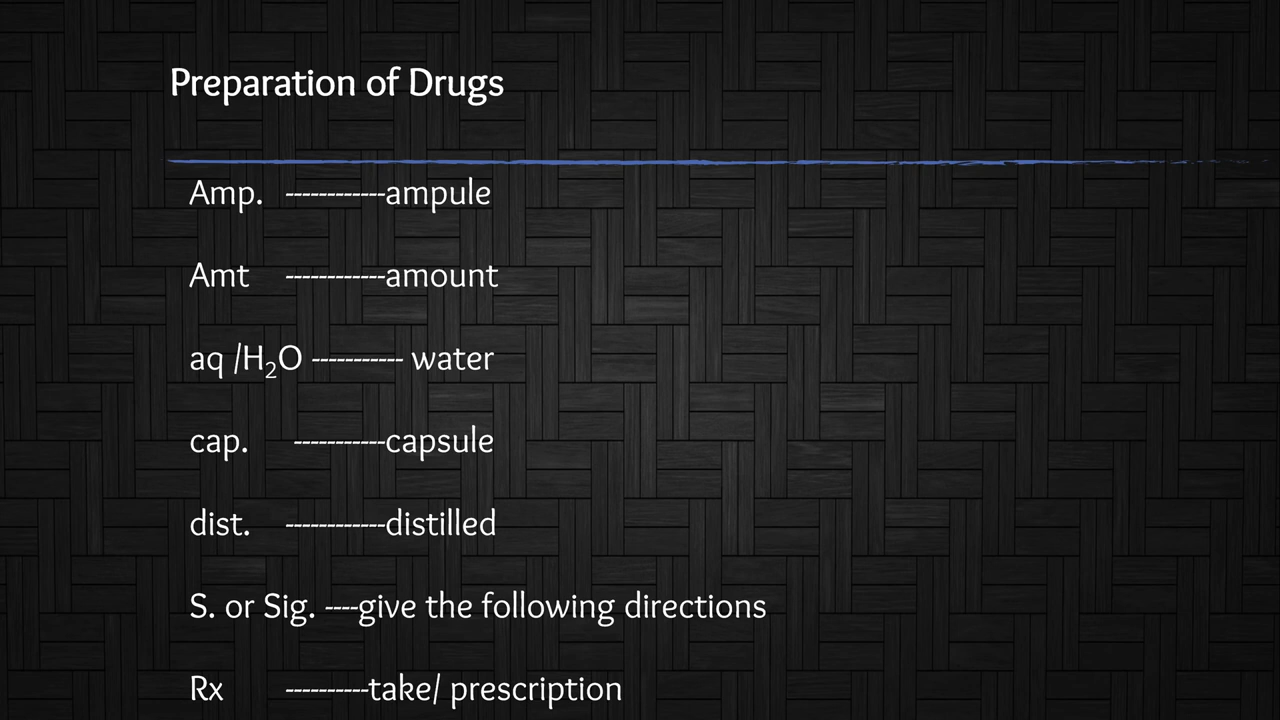 Preparation of Drugs
Amp. ------------ampule
Amt ------------amount
aq /H₂O ----------- water
cap. -----------capsule
dist. ------------distilled
S. or Sig. ----give the following directions
Rx ----------take/ prescription